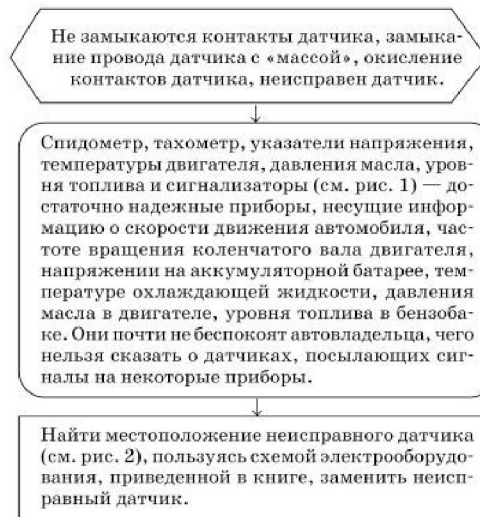 Не замыкаются контакты датчика, замыка-
ние провода датчика с «массой», окисление
контактов датчика, неисправен датчик.
Спидометр, тахометр, указатели напряжения,
температуры двигателя, давления масла, уров-
ня топлива и сигнализаторы (см. рис. 1) — до-
статочно надежные приборы, несущие инфор-
мацию о скорости движения автомобиля, час-
тоте вращения коленчатого вала двигателя,
напряжении на аккумуляторной батарее, тем-
пературе охлаждающей жидкости, давления
масла в двигателе, уровня топлива в бензоба-
ке. Они почти не беспокоят автовладельца, чего
нельзя сказать о датчиках, посылающих сиг-
налы на некоторые приборы.
Найти местоположение неисправного датчика
(см. рис. 2), пользуясь схемой электрооборудо-
вания, приведенной в книге, заменить неисп-
равный датчик.